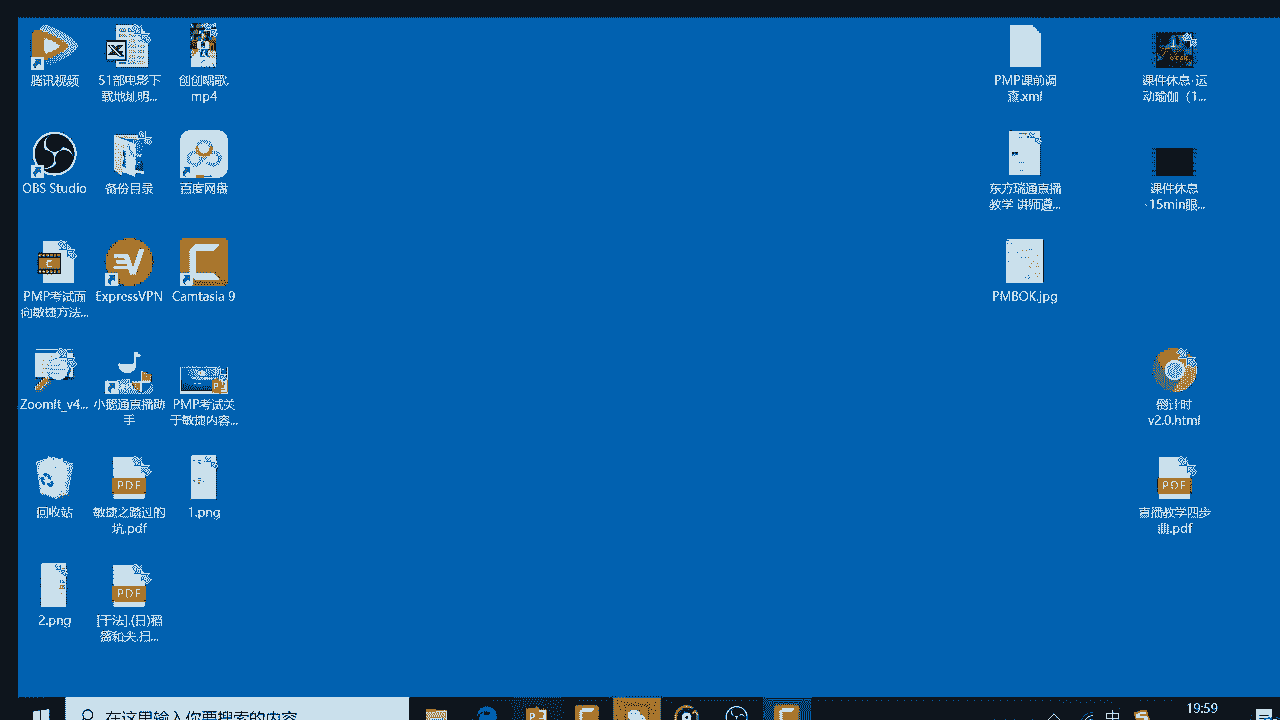 腾讯视频
51部电影下
载地址明...
创创唱歌.
mp4
PMP课前调
查.xml
课件休息·运
动瑜伽（1...
OBS Studio
备份目录
百度网盘
东方瑞通直播
教学 讲师遵...
课件休息
·15min眼...
PMP考试面
向敏捷方法...
ExpressVPN
Camtasia 9
PMBOK.jpg
ZoomIt_v4...
小鹅通直播助
手
PMP考试关
于敏捷内容...
倒计时
v2.0.html
回收站
PDF
敏捷之路过的
坑.pdf
1.png
PDF
直播教学四步
曲.pdf
2.png
PDF
[干法].(日)稻
盛和夫.扫...
在这里输入你要搜索的内容
中
19:59